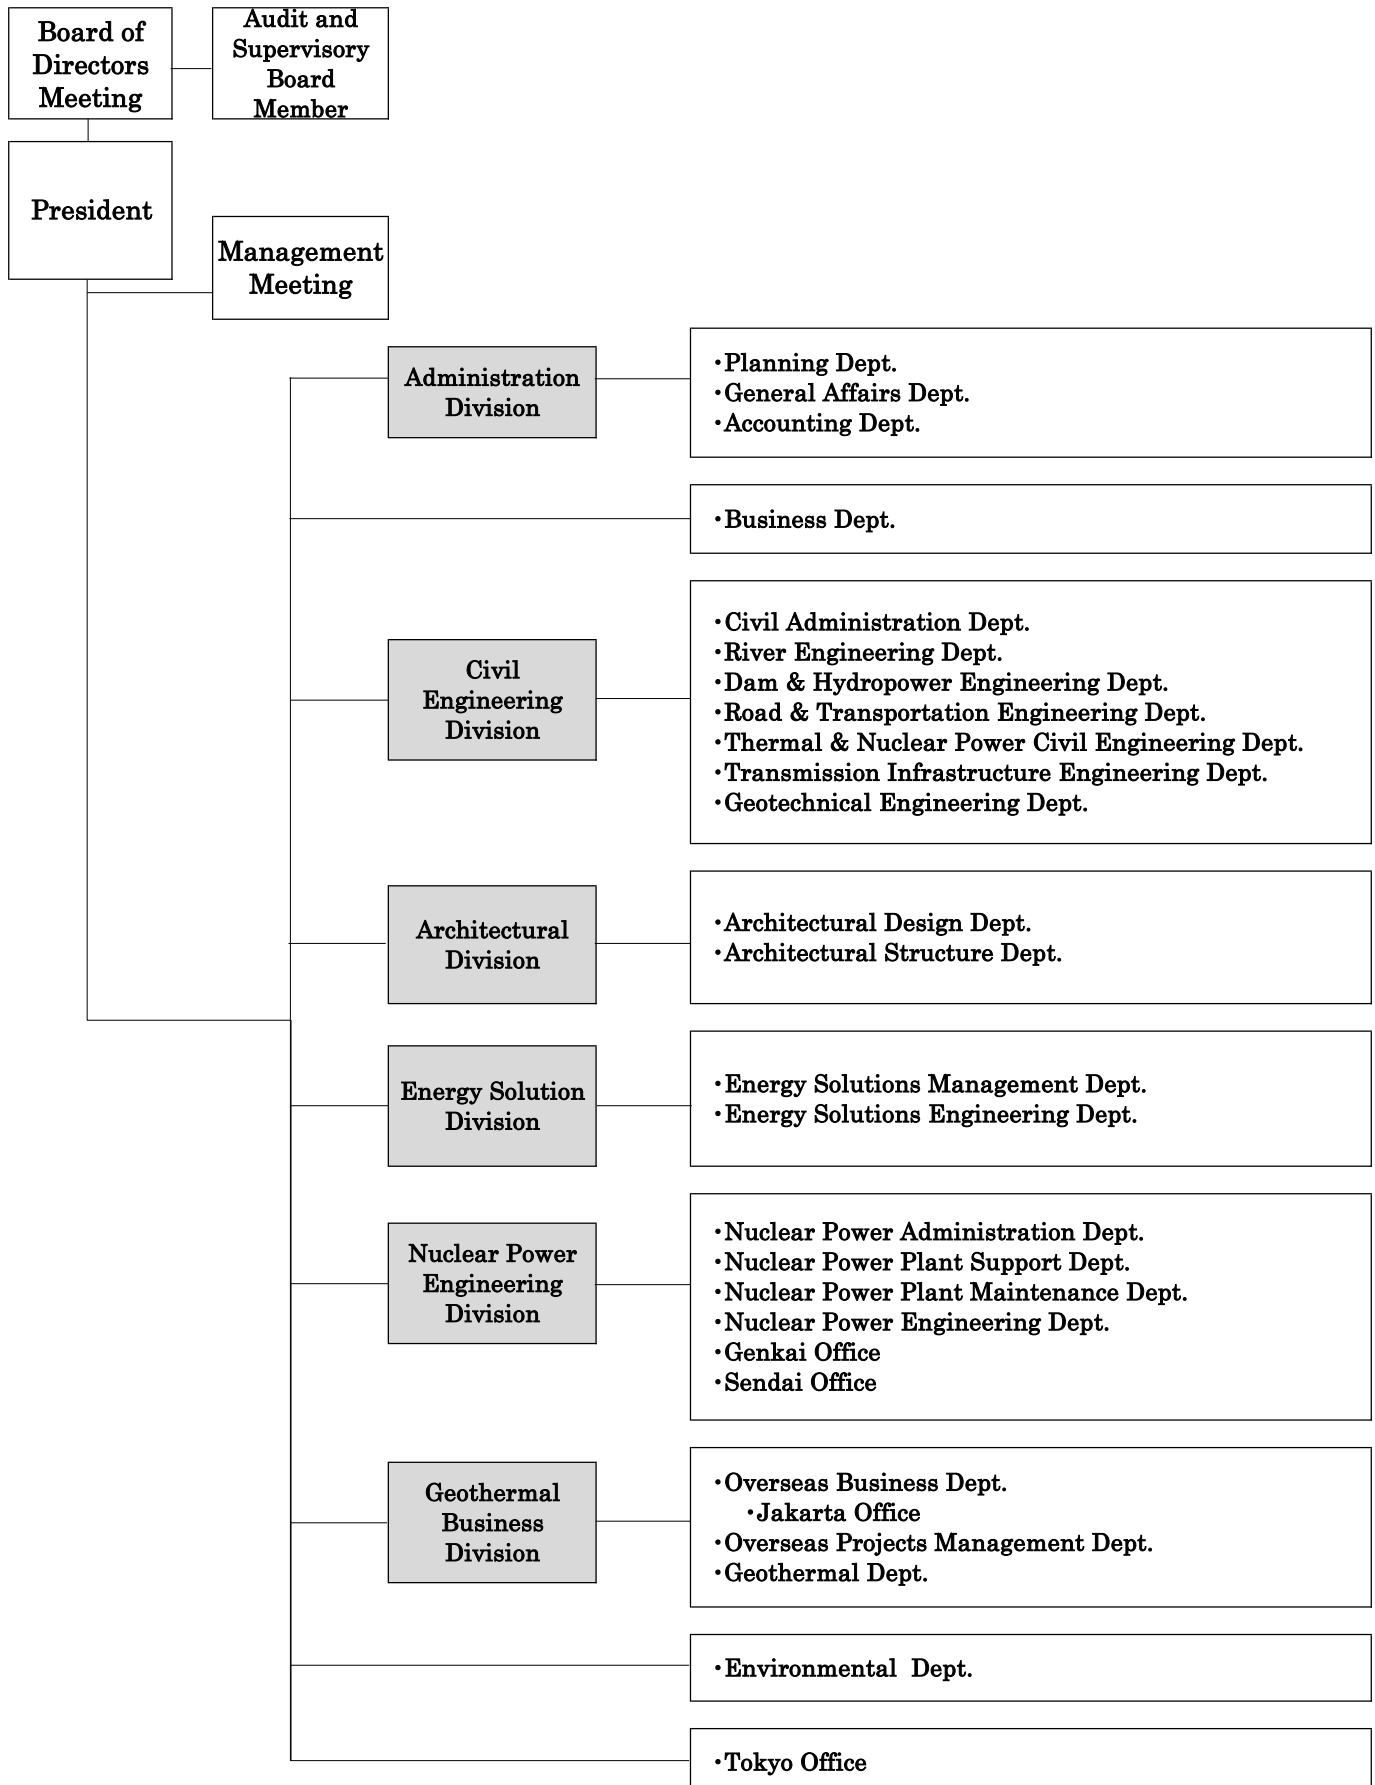 Board of
Directors
Meeting
Audit and
Supervisory
Board
Member
President
Management
Meeting
Administration
Division
・Planning Dept.
・General Affairs Dept.
・Accounting Dept.
・Business Dept.
Civil
Engineering
Division
・Civil Administration Dept.
・River Engineering Dept.
・Dam & Hydropower Engineering Dept.
・Road & Transportation Engineering Dept.
・Thermal & Nuclear Power Civil Engineering Dept.
・Transmission Infrastructure Engineering Dept.
・Geotechnical Engineering Dept.
Architectural
Division
・Architectural Design Dept.
・Architectural Structure Dept.
Energy Solution
Division
・Energy Solutions Management Dept.
・Energy Solutions Engineering Dept.
Nuclear Power
Engineering
Division
・Nuclear Power Administration Dept.
・Nuclear Power Plant Support Dept.
・Nuclear Power Plant Maintenance Dept.
・Nuclear Power Engineering Dept.
・Genkai Office
・Sendai Office
Geothermal
Business
Division
・Overseas Business Dept.
・Jakarta Office
・Overseas Projects Management Dept.
・Geothermal Dept.
・Environmental Dept.
・Tokyo Office